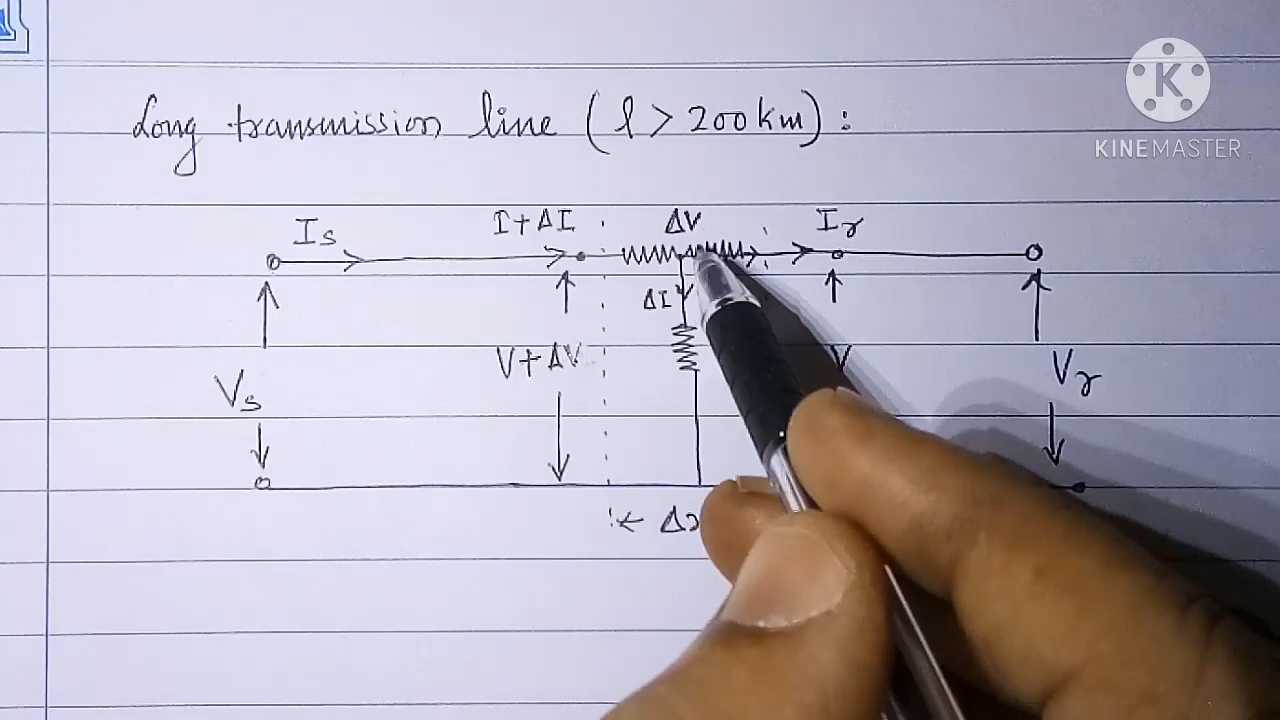 Long transmission line (l > 200km) :
KINEMASTER
Is I+ΔI ΔV Ir
ΔI
Vs V+ΔV V Vr